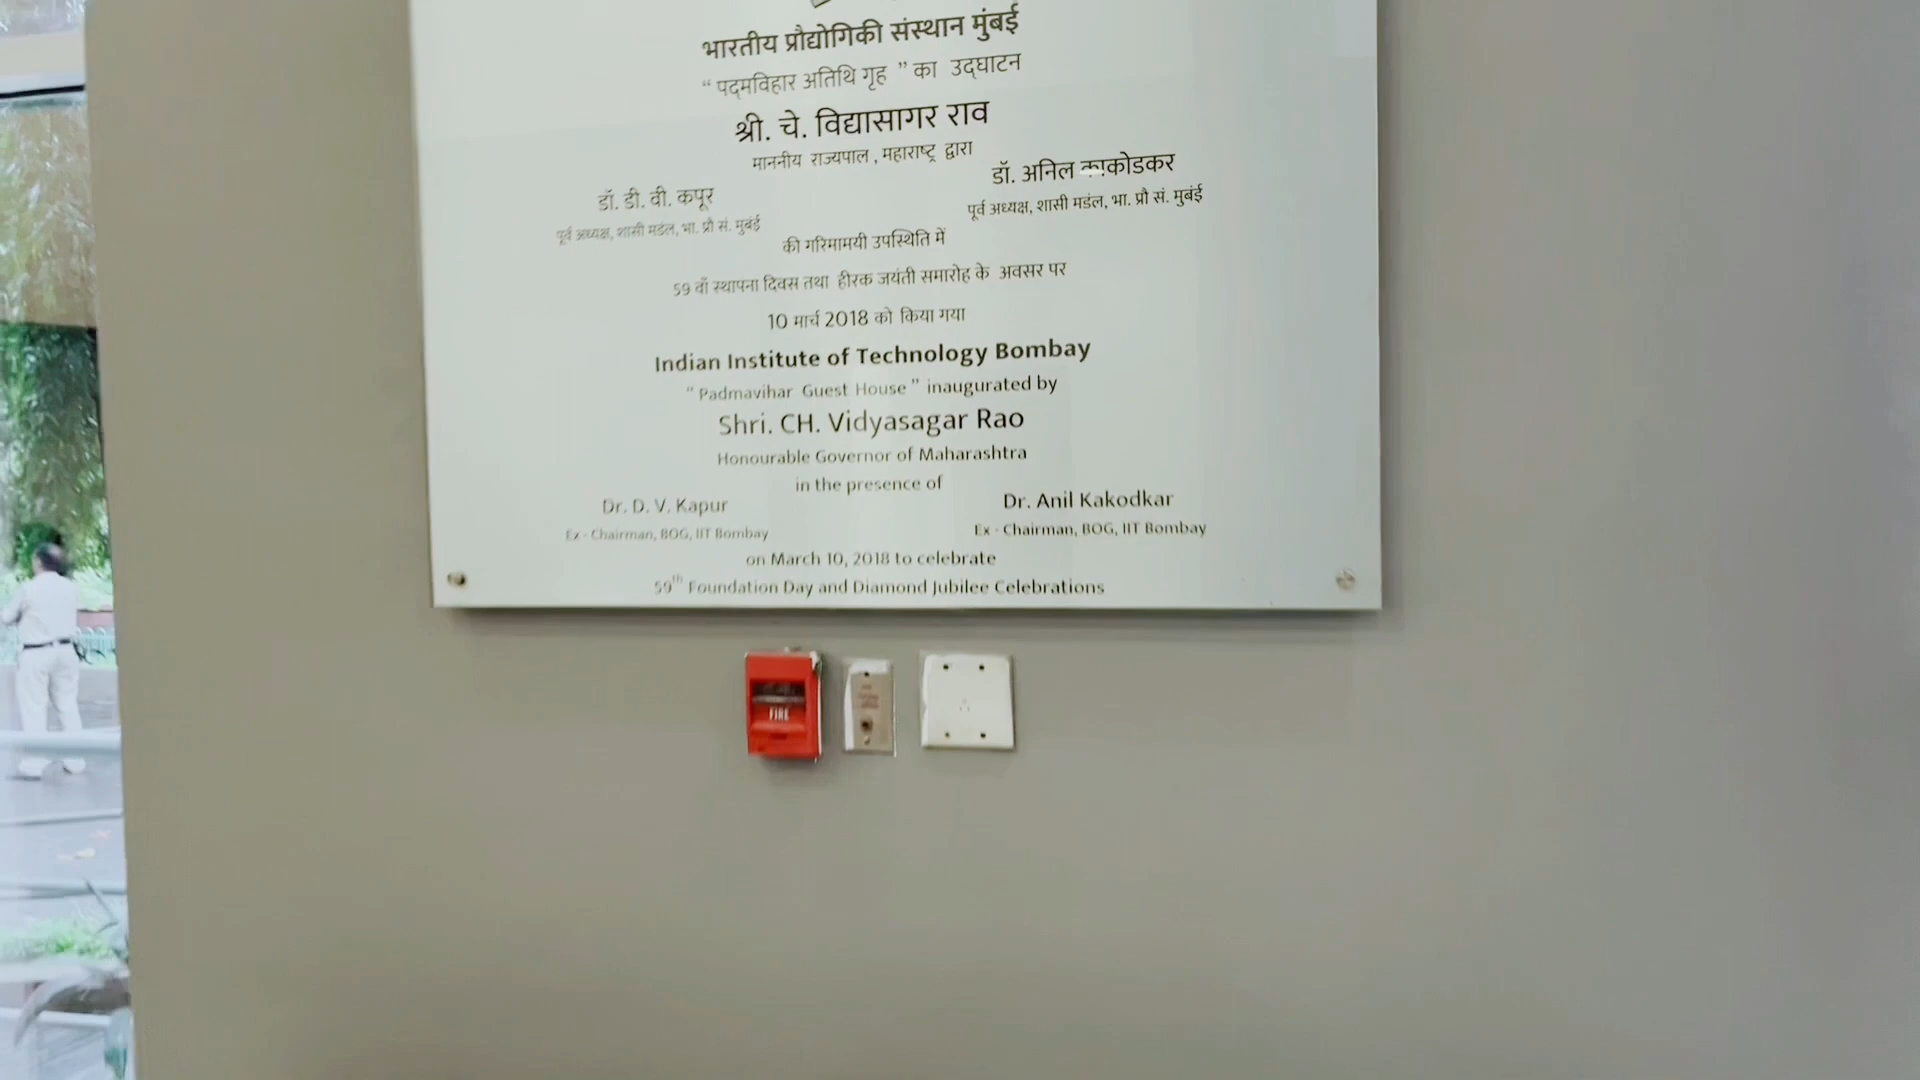 भारतीय प्रौद्योगिकी संस्थान मुंबई
“ पद्मविहार अतिथि गृह ” का उद्घाटन
श्री. चे. विद्यासागर राव
माननीय राज्यपाल , महाराष्ट्र द्वारा
डॉ. डी. वी. कपूर
पूर्व अध्यक्ष, शासी मडंल, भा. प्रौ सं. मुबंई
डॉ. अनिल काकोडकर
पूर्व अध्यक्ष, शासी मडंल, भा. प्रौ सं. मुबंई
की गरिमामयी उपस्थिति में
59 वाँ स्थापना दिवस तथा हीरक जयंती समारोह के अवसर पर
10 मार्च 2018 को किया गया
Indian Institute of Technology Bombay
“ Padmavihar Guest House ” inaugurated by
Shri. CH. Vidyasagar Rao
Honourable Governor of Maharashtra
in the presence of
Dr. D. V. Kapur
Ex - Chairman, BOG, IIT Bombay
Dr. Anil Kakodkar
Ex - Chairman, BOG, IIT Bombay
on March 10, 2018 to celebrate
59th Foundation Day and Diamond Jubilee Celebrations
FIRE